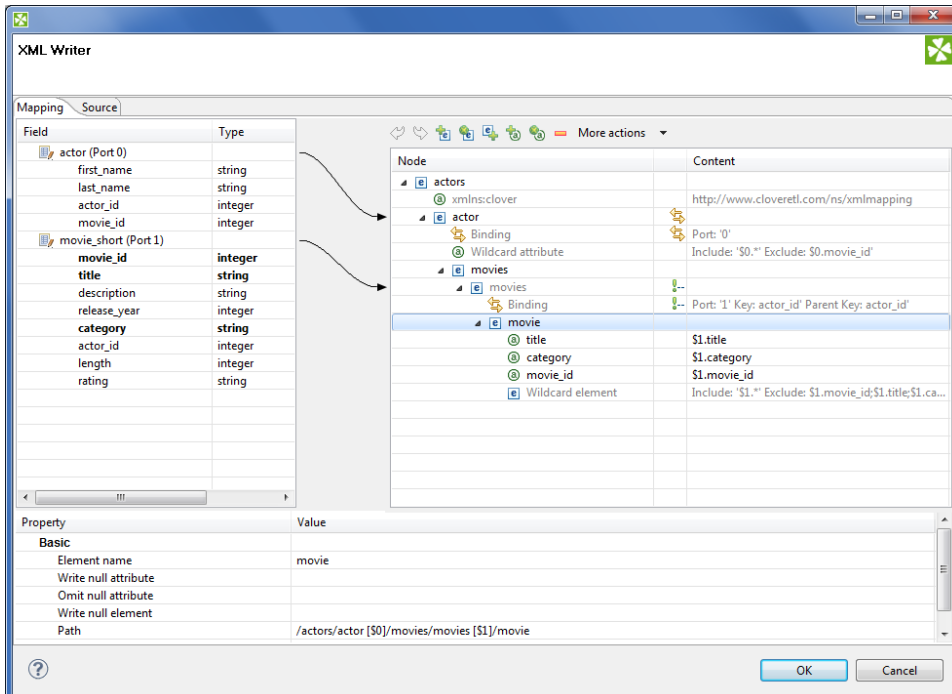 XML Writer
Mapping Source
Field Type
actor (Port 0)
first_name string
last_name string
actor_id integer
movie_id integer
movie_short (Port 1)
movie_id integer
title string
description string
release_year integer
category string
actor_id integer
length integer
rating string
More actions
Node Content
actors
xmlns:clover http://www.cloveretl.com/ns/xmlmapping
actor
Binding Port: '0'
Wildcard attribute Include: '$0.*' Exclude: $0.movie_id'
movies
movies
Binding Port: '1' Key: actor_id' Parent Key: actor_id'
movie
title $1.title
category $1.category
movie_id $1.movie_id
Wildcard element Include: '$1.*' Exclude: $1.movie_id;$1.title;$1.ca...
Property Value
Basic
Element name movie
Write null attribute
Omit null attribute
Write null element
Path /actors/actor [$0]/movies/movies [$1]/movie
OK Cancel